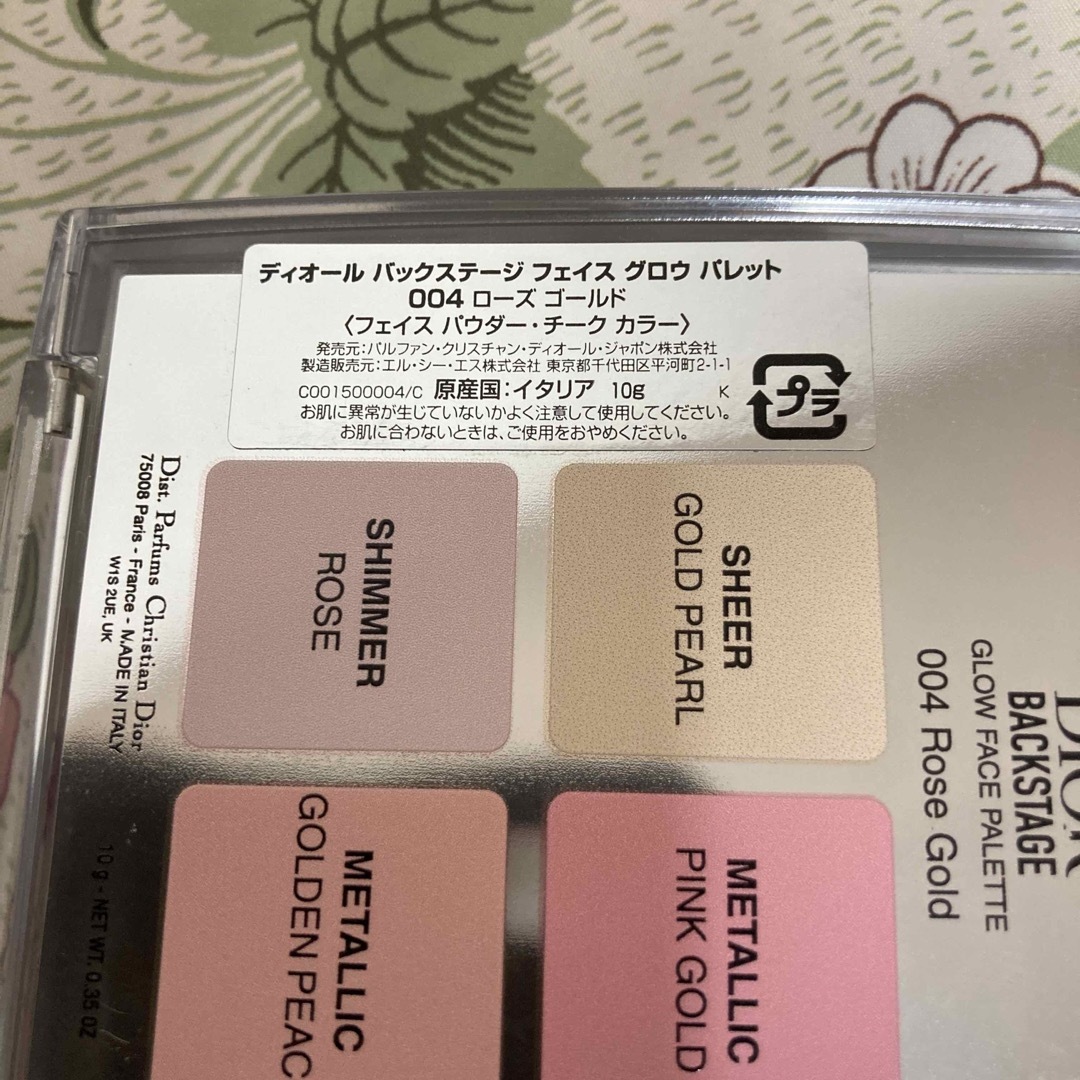 ディオール バックステージ フェイス グロウ パレット
004 ローズ ゴールド
〈フェイス パウダー・チーク カラー〉
発売元:パルファン・クリスチャン・ディオール・ジャポン株式会社
製造販売元:エル・シー・エス株式会社 東京都千代田区平河町2-1-1
C001500004/C 原産国:イタリア 10g K
お肌に異常が生じていないかよく注意して使用してください。
お肌に合わないときは、ご使用をおやめください。
プラ
Dist. Parfums Christian Dior
75008 Paris - France - MADE IN ITALY
W1S 2UE, UK
10 g - NET WT. 0.35 OZ
SHIMMER
ROSE
SHEER
GOLD PEARL
METALLIC
GOLDEN PEAC
METALLIC
PINK GOLD
DIOR
BACKSTAGE
GLOW FACE PALETTE
004 Rose Gold